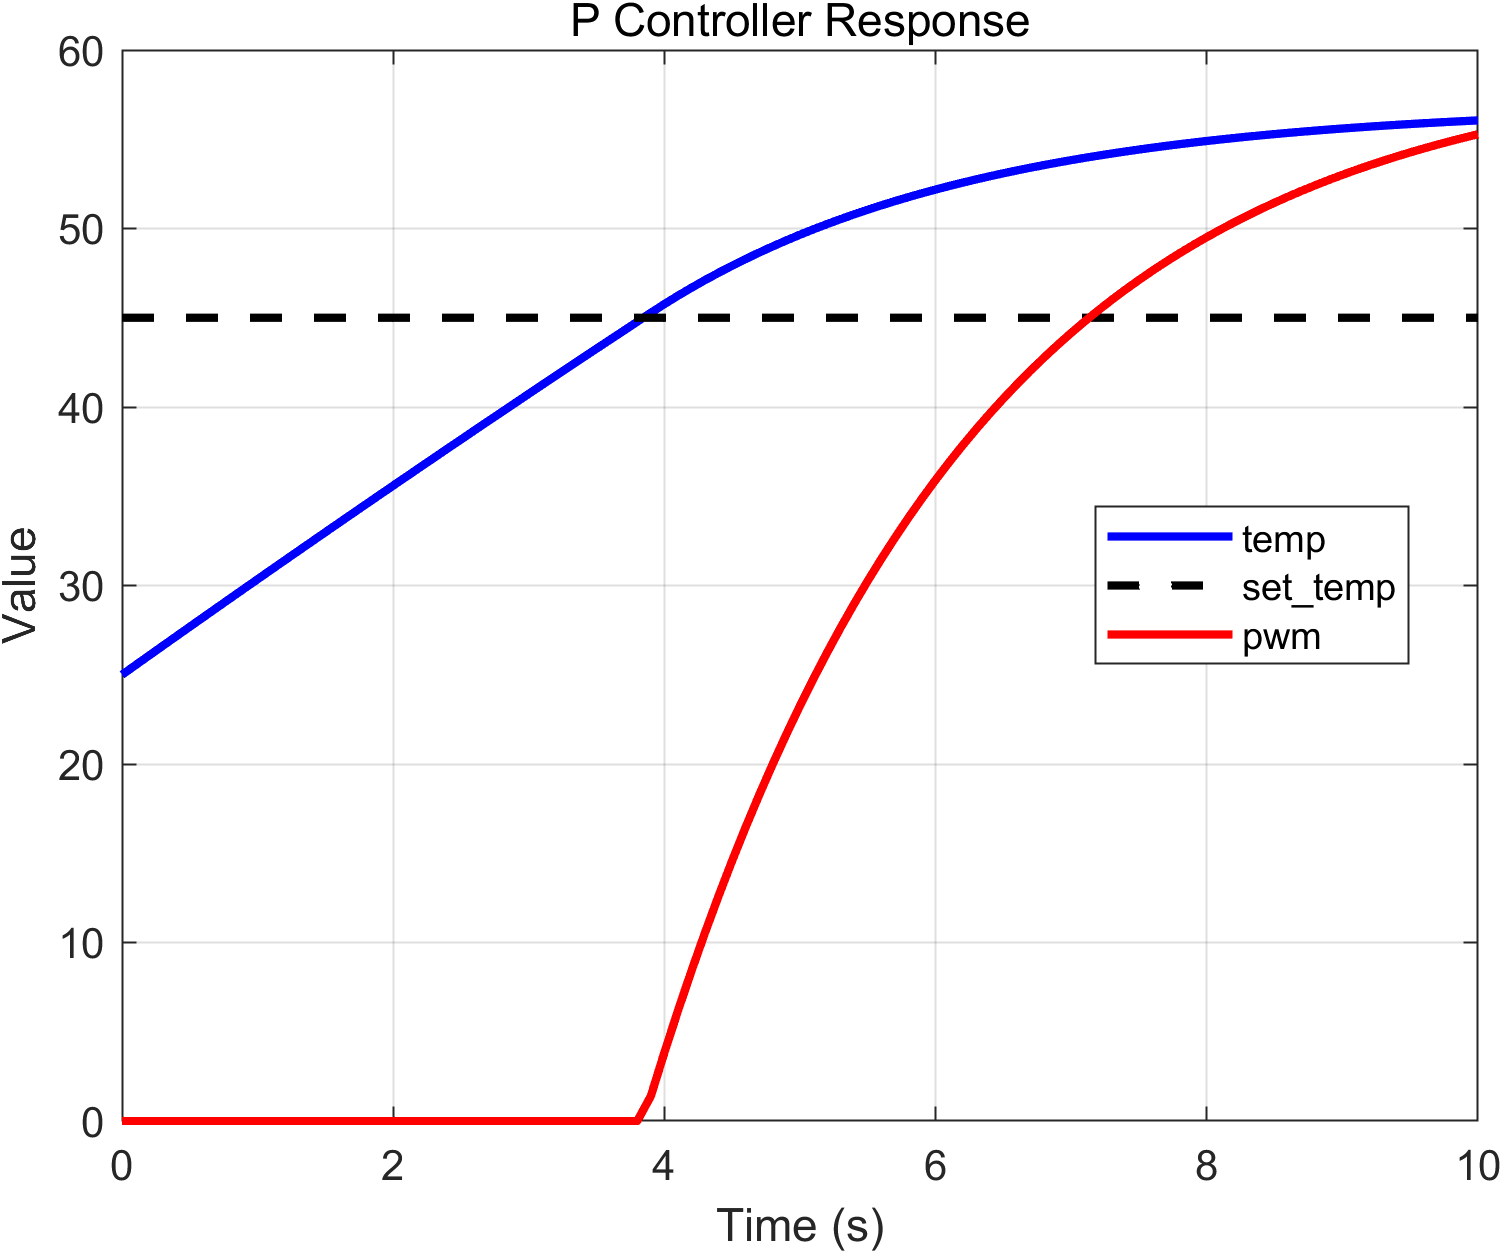 P Controller Response
60
50
40
30
20
10
0
Value
temp
set_temp
pwm
0 2 4 6 8 10
Time (s)